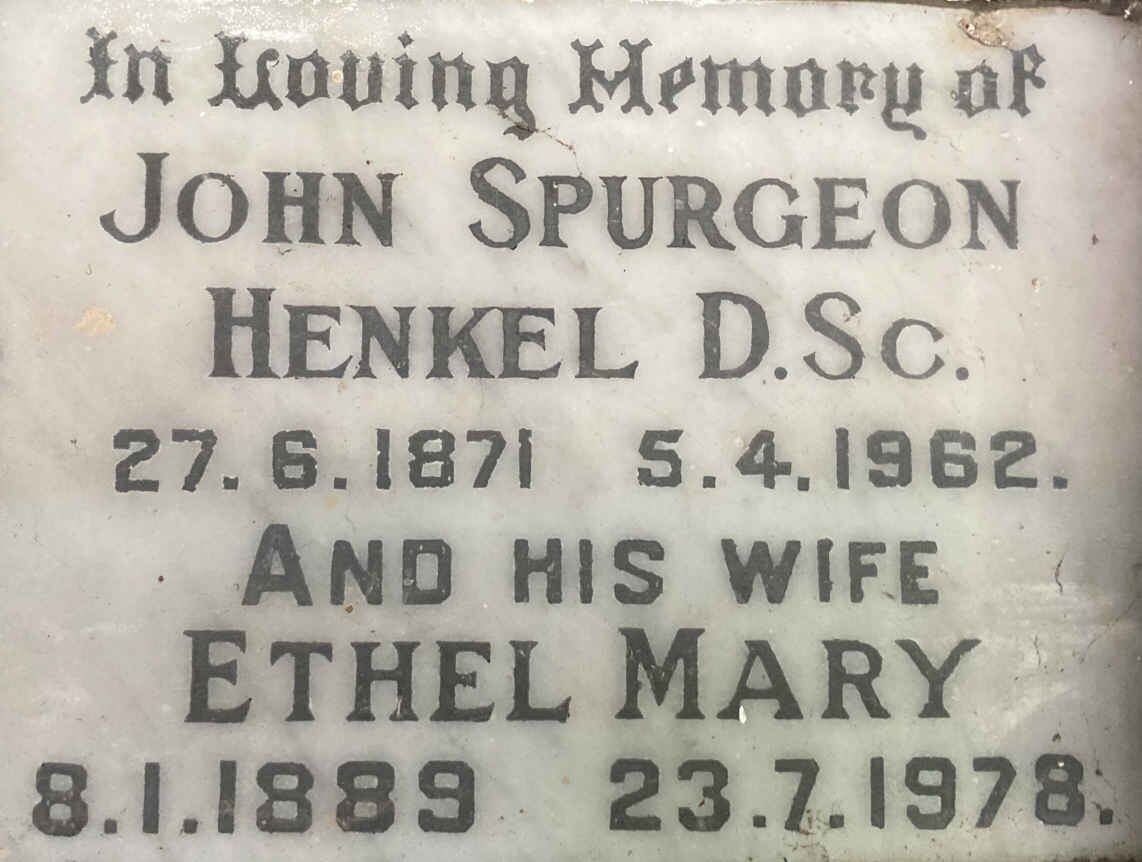 In Loving Memory of
JOHN SPURGEON
HENKEL D.SC.
27.6.1871 5.4.1962.
AND HIS WIFE
ETHEL MARY
8.1.1889 23.7.1978.